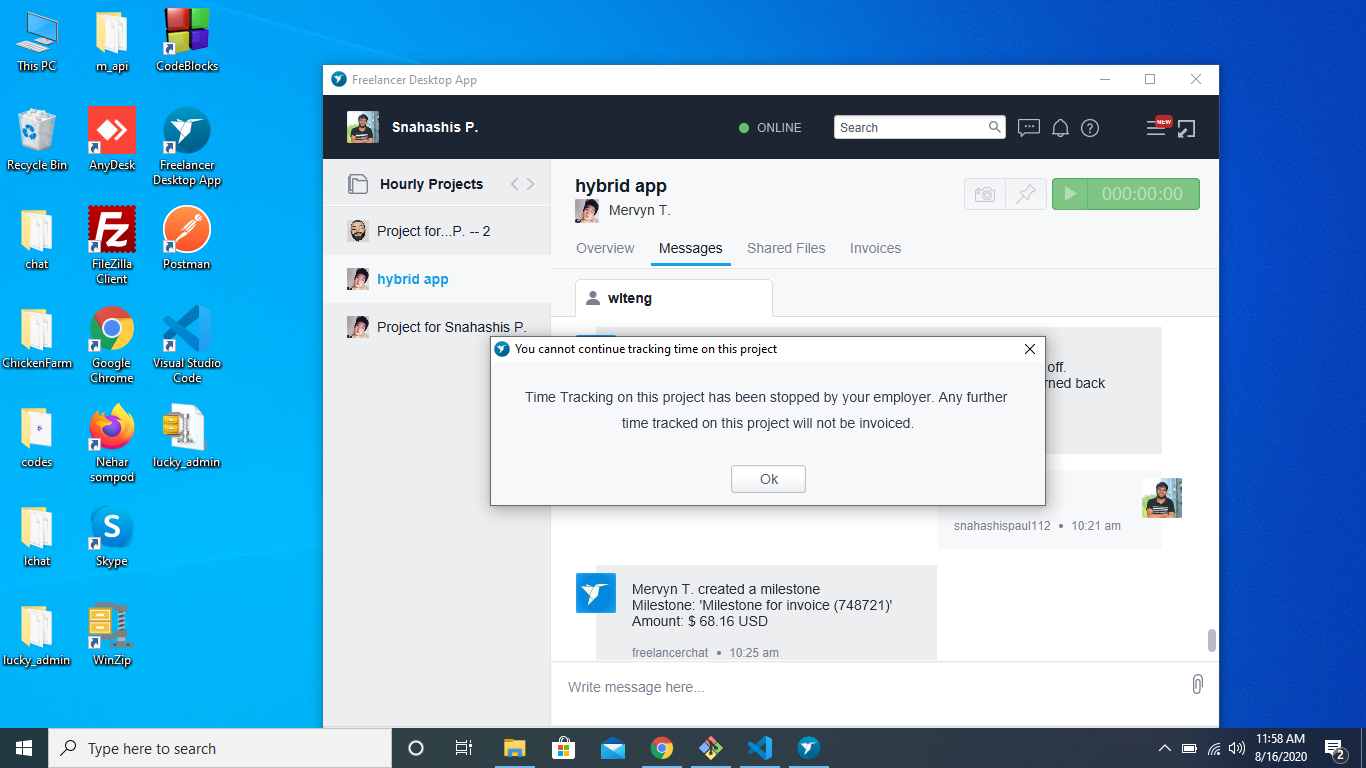 This PC
m_api
CodeBlocks
Recycle Bin
AnyDesk
Freelancer
Desktop App
chat
FileZilla
Client
Postman
ChickenFarm
Google
Chrome
Visual Studio
Code
codes
Nehar
sompod
lucky_admin
Ichat
Skype
lucky_admin
WinZip
Freelancer Desktop App
Snahashis P.
ONLINE
Search
NEW
Hourly Projects
Project for...P. -- 2
hybrid app
Project for Snahashis P.
hybrid app
Mervyn T.
000:00:00
Overview Messages Shared Files Invoices
wlteng
off.
rned back
You cannot continue tracking time on this project
Time Tracking on this project has been stopped by your employer. Any further
time tracked on this project will not be invoiced.
Ok
snahashispaul112 • 10:21 am
Mervyn T. created a milestone
Milestone: 'Milestone for invoice (748721)'
Amount: $ 68.16 USD
freelancerchat • 10:25 am
Write message here...
Type here to search
11:58 AM
8/16/2020
2